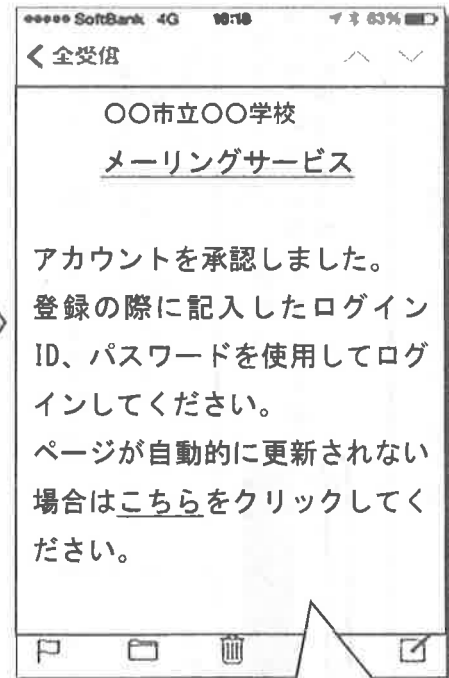 SoftBank 4G 10:18 63%
全受信
〇〇市立〇〇学校
メーリングサービス
アカウントを承認しました。
登録の際に記入したログイン
ID、パスワードを使用してログ
インしてください。
ページが自動的に更新されない
場合はこちらをクリックしてく
ださい。